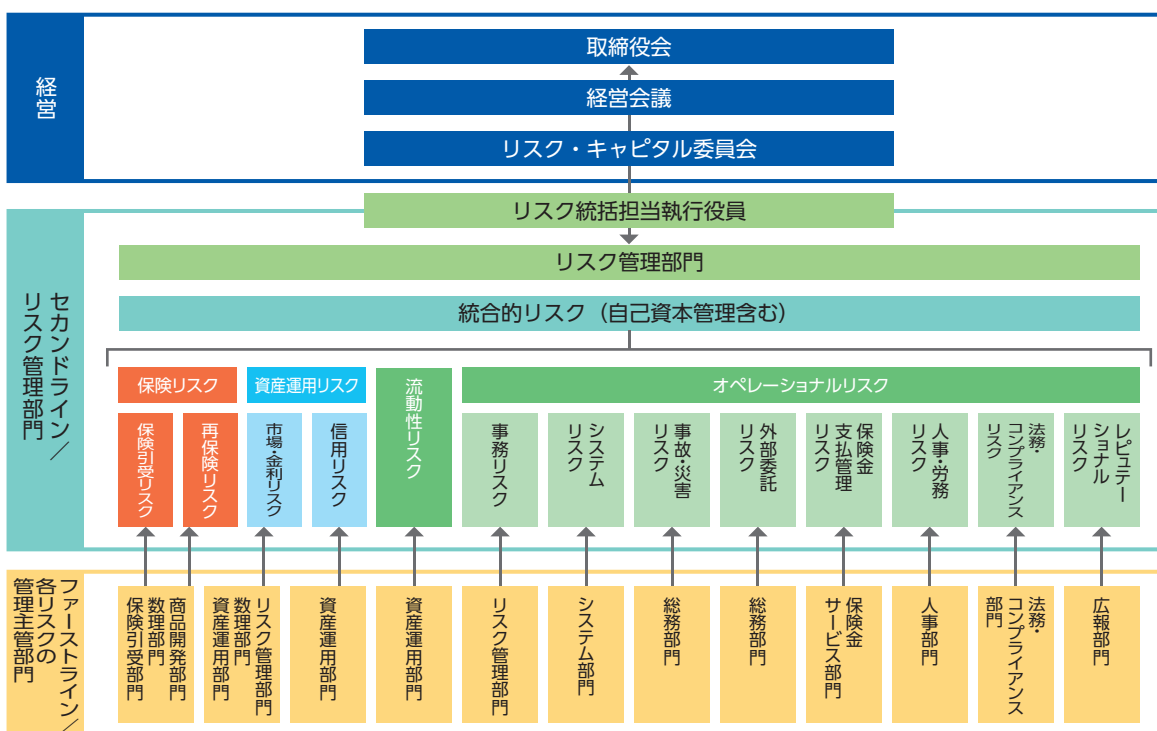 経営
取締役会
経営会議
リスク・キャピタル委員会
セカンドライン／
リスク管理部門
リスク統括担当執行役員
リスク管理部門
統合的リスク（自己資本管理含む）
保険リスク
資産運用リスク
流動性リスク
オペレーショナルリスク
保険引受リスク
再保険リスク
市場・金利リスク
信用リスク
事務リスク
システム
リスク
事故・災害
リスク
外部委託
リスク
保険金
支払管理
リスク
人事・労務
リスク
法務・
コンプライアンス
リスク
レピュテー
ショナル
リスク
ファーストライン／
各リスクの
管理主管部門
商品開発部門
数理部門
保険引受部門
リスク管理部門
数理部門
資産運用部門
資産運用部門
資産運用部門
リスク管理部門
システム部門
総務部門
総務部門
保険金
サービス部門
人事部門
法務・
コンプライアンス
部門
広報部門